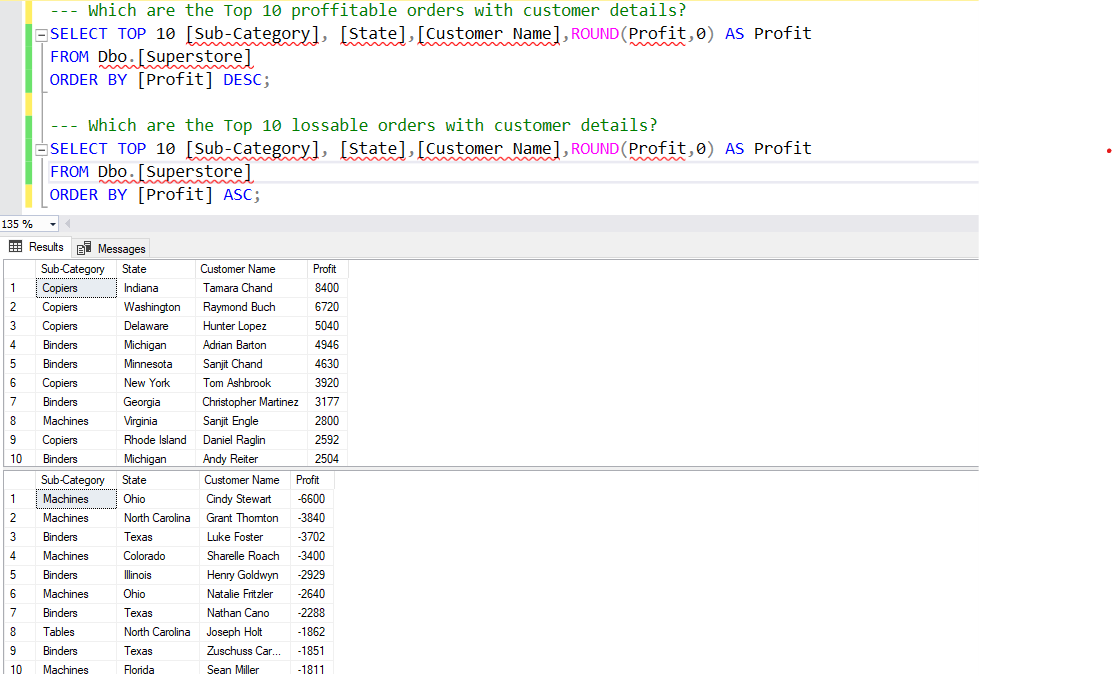 --- Which are the Top 10 proffitable orders with customer details?
SELECT TOP 10 [Sub-Category], [State],[Customer Name],ROUND(Profit,0) AS Profit
FROM Dbo.[Superstore]
ORDER BY [Profit] DESC;
--- Which are the Top 10 lossable orders with customer details?
SELECT TOP 10 [Sub-Category], [State],[Customer Name],ROUND(Profit,0) AS Profit
FROM Dbo.[Superstore]
ORDER BY [Profit] ASC;
135 %
Results Messages
Sub-Category State Customer Name Profit
1 Copiers Indiana Tamara Chand 8400
2 Copiers Washington Raymond Buch 6720
3 Copiers Delaware Hunter Lopez 5040
4 Binders Michigan Adrian Barton 4946
5 Binders Minnesota Sanjit Chand 4630
6 Copiers New York Tom Ashbrook 3920
7 Binders Georgia Christopher Martinez 3177
8 Machines Virginia Sanjit Engle 2800
9 Copiers Rhode Island Daniel Raglin 2592
10 Binders Michigan Andy Reiter 2504
Sub-Category State Customer Name Profit
1 Machines Ohio Cindy Stewart -6600
2 Machines North Carolina Grant Thornton -3840
3 Binders Texas Luke Foster -3702
4 Machines Colorado Sharelle Roach -3400
5 Binders Illinois Henry Goldwyn -2929
6 Machines Ohio Natalie Fritzler -2640
7 Binders Texas Nathan Cano -2288
8 Tables North Carolina Joseph Holt -1862
9 Binders Texas Zuschuss Car... -1851
10 Machines Florida Sean Miller -1811